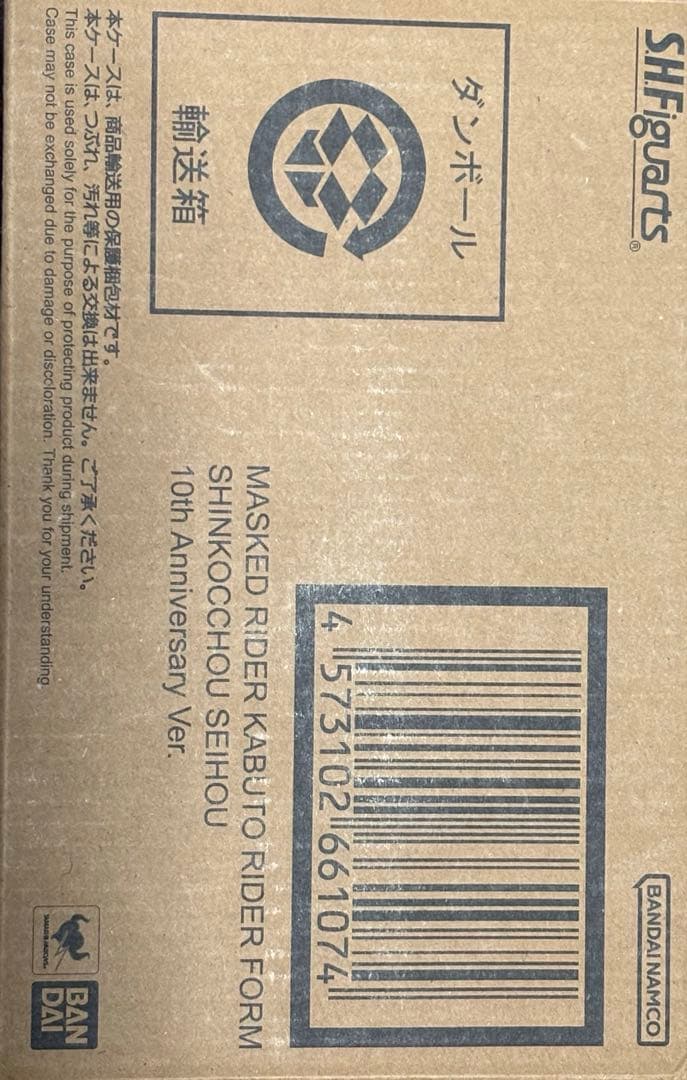 S.H.Figuarts®
ダンボール
輸送箱
BANDAI NAMCO
4 573102 661074
MASKED RIDER KABUTO RIDER FORM
SHINKOCCHOU SEIHOU
10th Anniversary Ver.
本ケースは、商品輸送用の保護梱包材です。
本ケースは、つぶれ、汚れ等による交換は出来ません。ご了承ください。
This case is used solely for the purpose of protecting product during shipment.
Case may not be exchanged due to damage or discoloration. Thank you for your understanding.
TAMASHII NATIONS
BAN
DAI